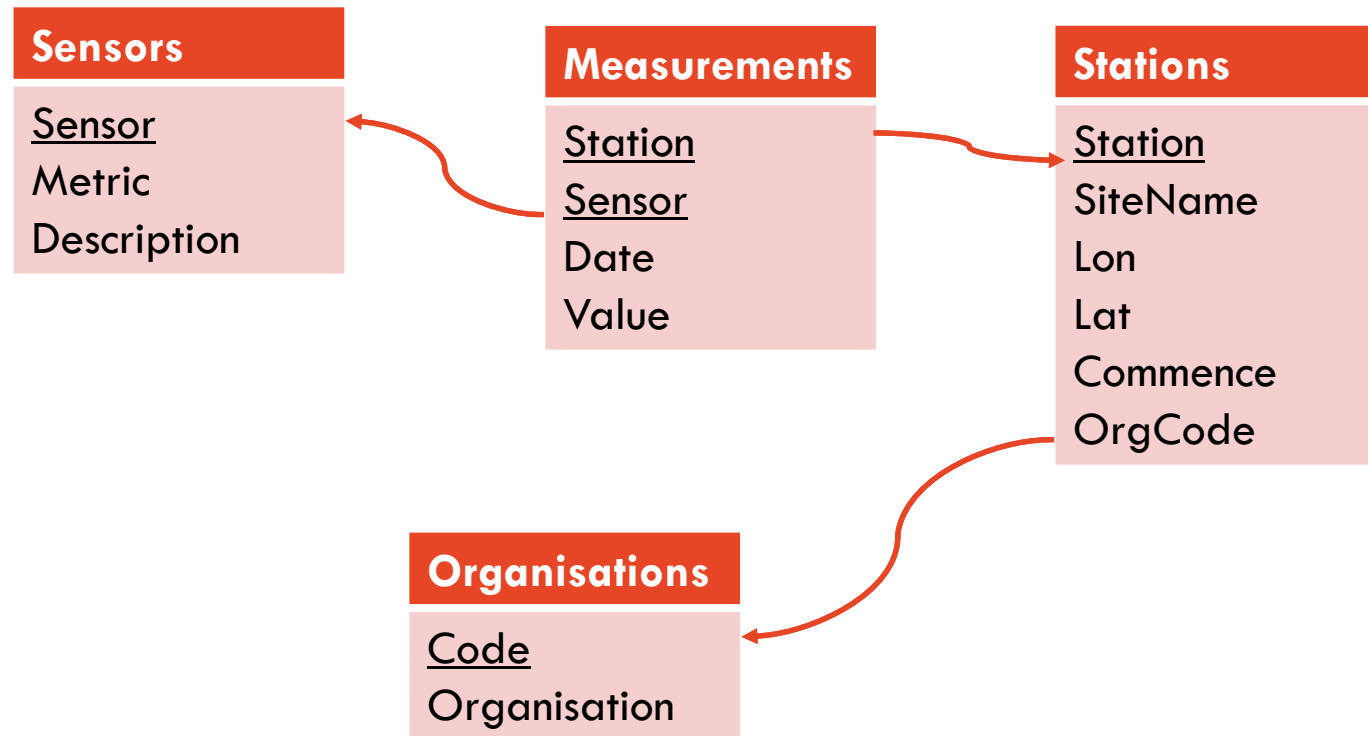 Sensors
Sensor
Metric
Description
Measurements
Station
Sensor
Date
Value
Stations
Station
SiteName
Lon
Lat
Commence
OrgCode
Organisations
Code
Organisation